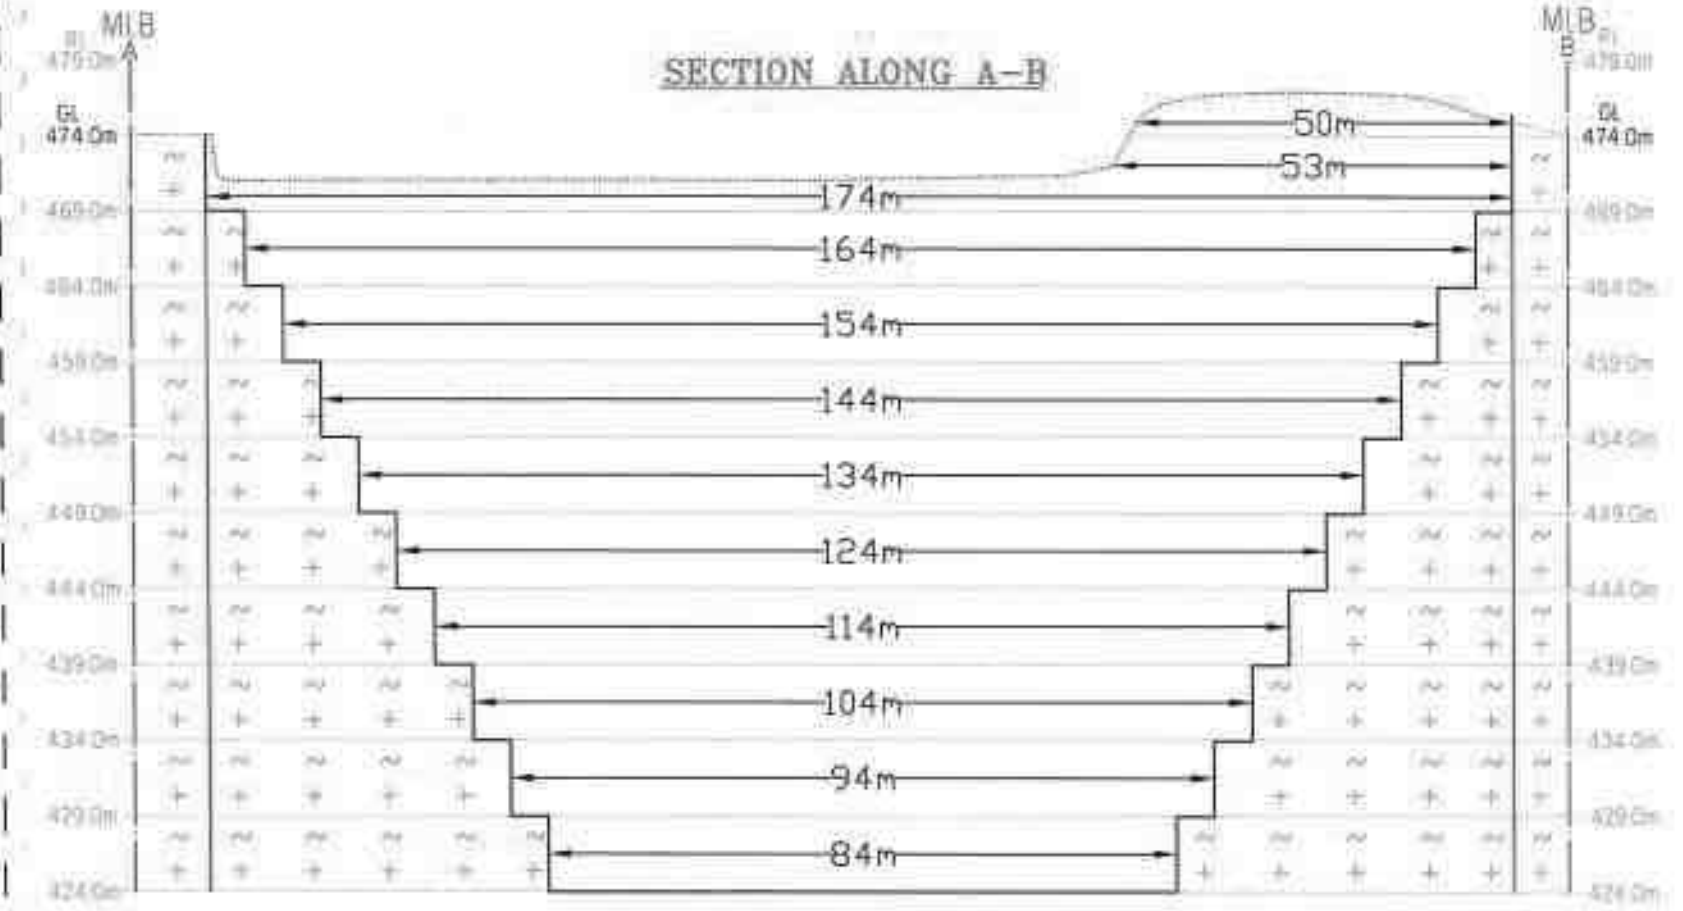 MLB MLB
A B
RL RL
479.0m SECTION ALONG A-B 479.0m
GL GL
474.0m 50m 474.0m
53m
174m
469.0m 469.0m
164m
464.0m 464.0m
154m
459.0m 459.0m
144m
454.0m 454.0m
134m
449.0m 449.0m
124m
444.0m 444.0m
114m
439.0m 439.0m
104m
434.0m 434.0m
94m
429.0m 429.0m
84m
424.0m 424.0m